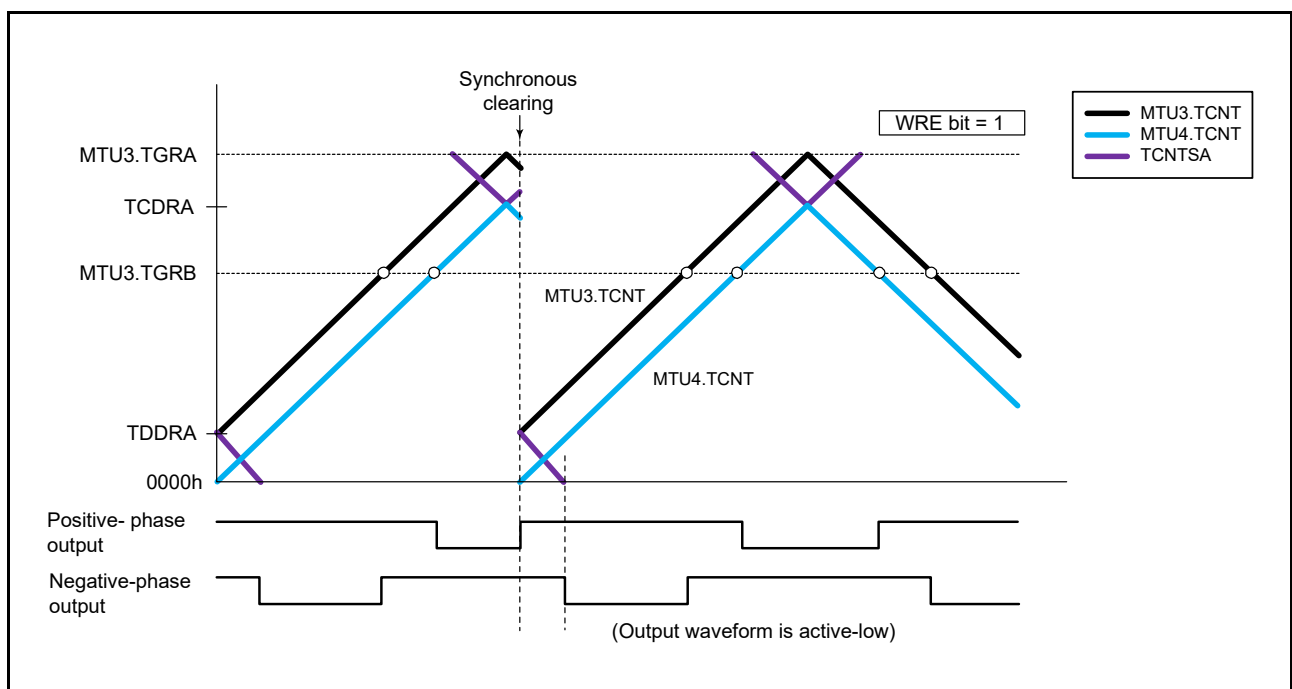 Synchronous
clearing
WRE bit = 1
MTU3.TCNT
MTU4.TCNT
TCNTSA
MTU3.TGRA
TCDRA
MTU3.TGRB
MTU3.TCNT
MTU4.TCNT
TDDRA
0000h
Positive- phase
output
Negative-phase
output
(Output waveform is active-low)